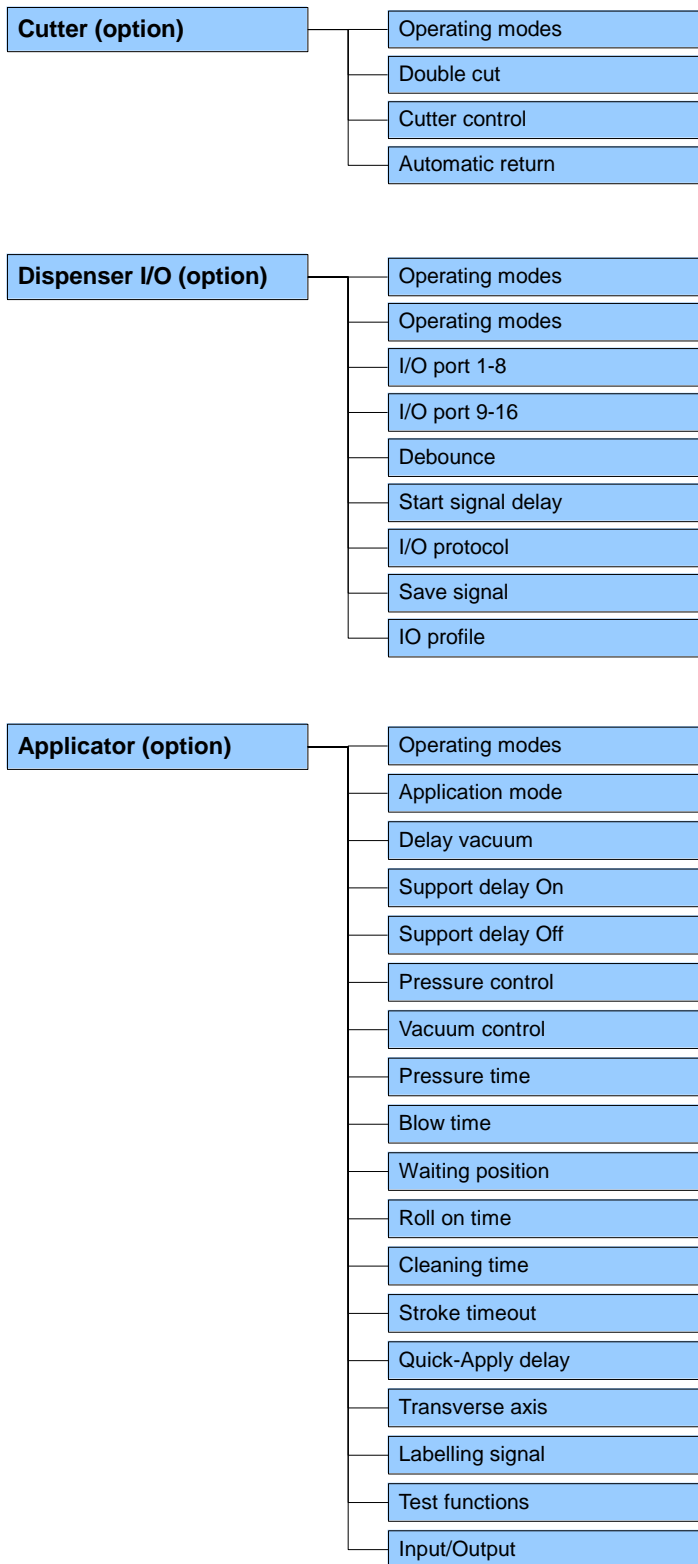 Cutter (option)
Operating modes
Double cut
Cutter control
Automatic return
Dispenser I/O (option)
Operating modes
Operating modes
I/O port 1-8
I/O port 9-16
Debounce
Start signal delay
I/O protocol
Save signal
IO profile
Applicator (option)
Operating modes
Application mode
Delay vacuum
Support delay On
Support delay Off
Pressure control
Vacuum control
Pressure time
Blow time
Waiting position
Roll on time
Cleaning time
Stroke timeout
Quick-Apply delay
Transverse axis
Labelling signal
Test functions
Input/Output